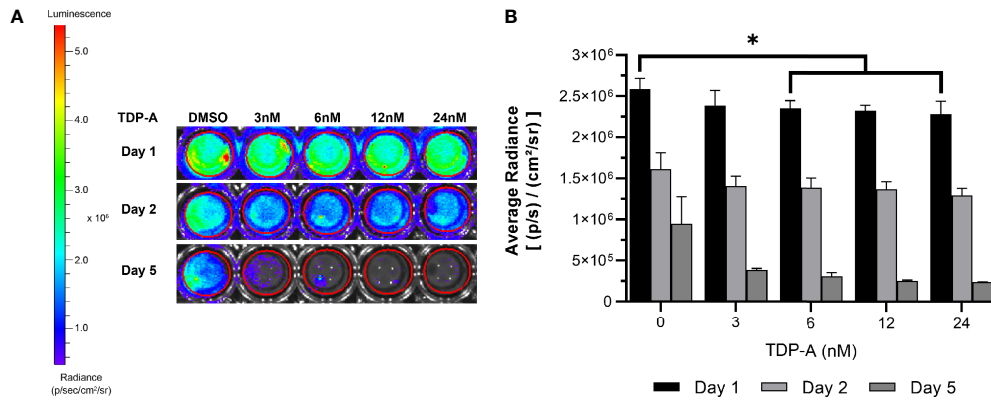 A
Luminescence
5.0
4.0
3.0
x 10⁶
2.0
1.0
Radiance
(p/sec/cm²/sr)
TDP-A DMSO 3nM 6nM 12nM 24nM
Day 1
Day 2
Day 5
B
*
Average Radiance
[ (p/s) / (cm²/sr) ]
3×10⁶
2.5×10⁶
2×10⁶
1.5×10⁶
1×10⁶
5×10⁵
0
0 3 6 12 24
TDP-A (nM)
Day 1 Day 2 Day 5